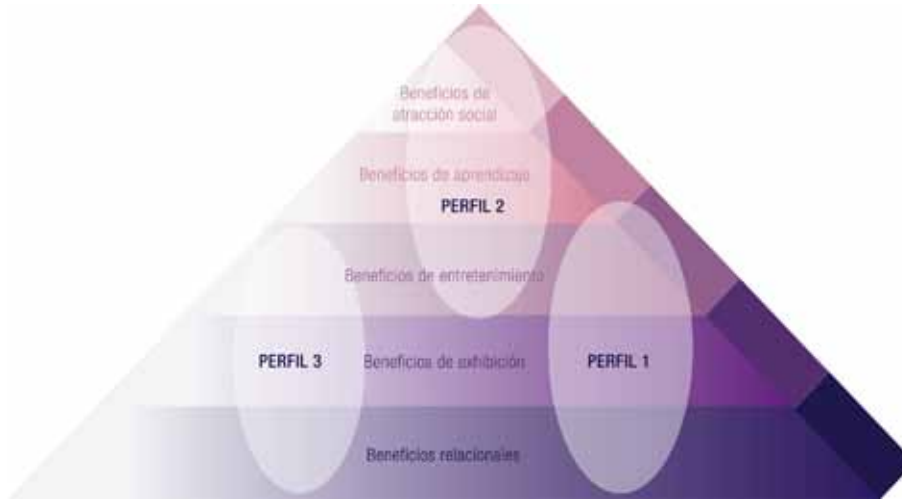 Beneficios de
atracción social
Beneficios de aprendizaje
PERFIL 2
Beneficios de entretenimiento
PERFIL 3
Beneficios de exhibición
PERFIL 1
Beneficios relacionales